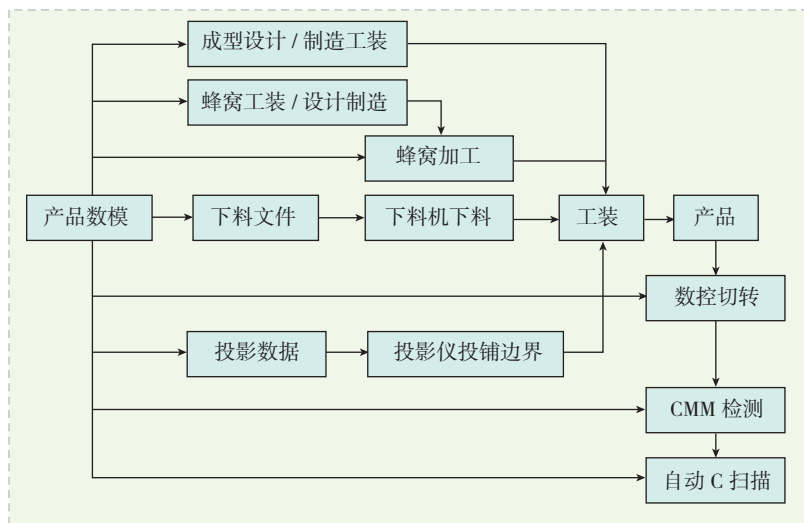 成型设计 / 制造工装
蜂窝工装 / 设计制造
蜂窝加工
产品数模
下料文件
下料机下料
工装
产品
数控切转
投影数据
投影仪投铺边界
CMM 检测
自动 C 扫描